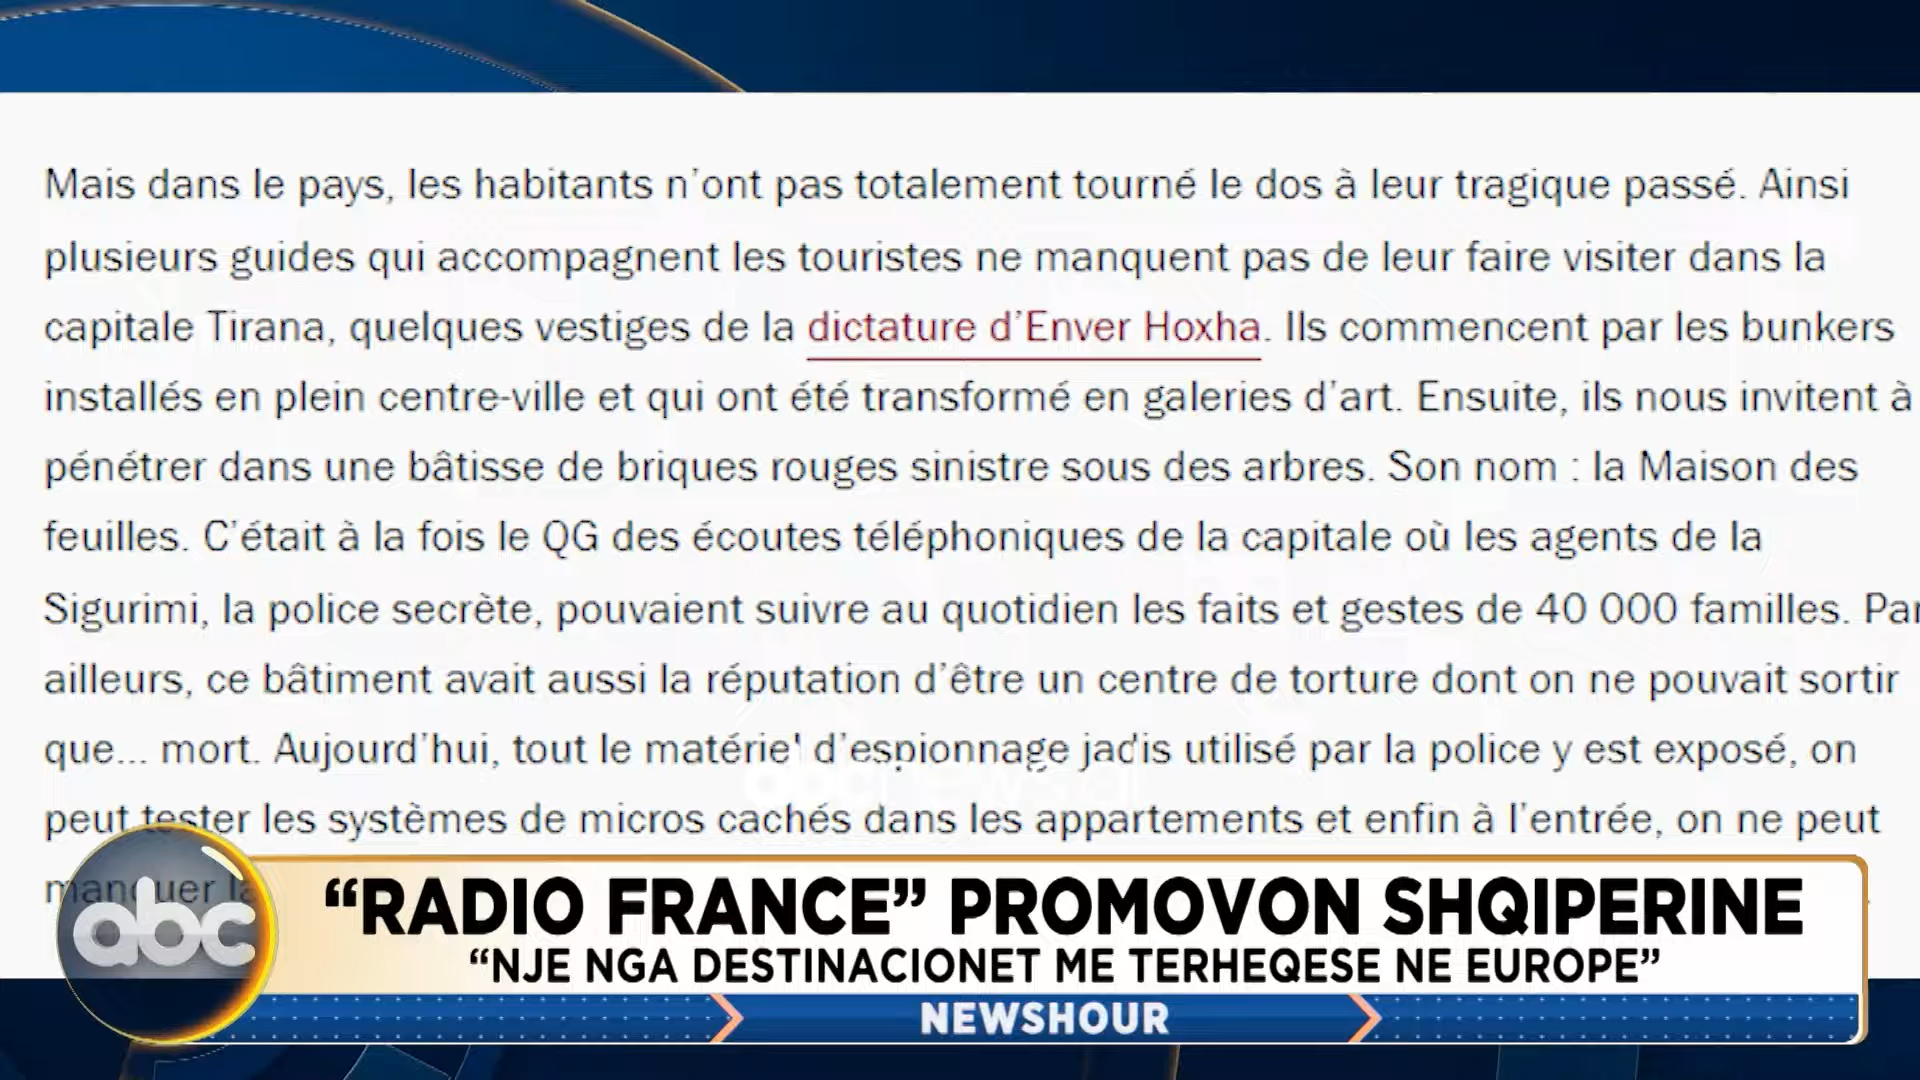 Mais dans le pays, les habitants n’ont pas totalement tourné le dos à leur tragique passé. Ainsi
plusieurs guides qui accompagnent les touristes ne manquent pas de leur faire visiter dans la
capitale Tirana, quelques vestiges de la dictature d’Enver Hoxha. Ils commencent par les bunkers
installés en plein centre-ville et qui ont été transformé en galeries d’art. Ensuite, ils nous invitent à
pénétrer dans une bâtisse de briques rouges sinistre sous des arbres. Son nom : la Maison des
feuilles. C’était à la fois le QG des écoutes téléphoniques de la capitale où les agents de la
Sigurimi, la police secrète, pouvaient suivre au quotidien les faits et gestes de 40 000 familles. Par
ailleurs, ce bâtiment avait aussi la réputation d’être un centre de torture dont on ne pouvait sortir
que... mort. Aujourd’hui, tout le matériel d’espionnage jadis utilisé par la police y est exposé, on
peut tester les systèmes de micros cachés dans les appartements et enfin à l’entrée, on ne peut
manquer la
abc
“RADIO FRANCE” PROMOVON SHQIPERINE
“NJE NGA DESTINACIONET ME TERHEQESE NE EUROPE”
NEWSHOUR